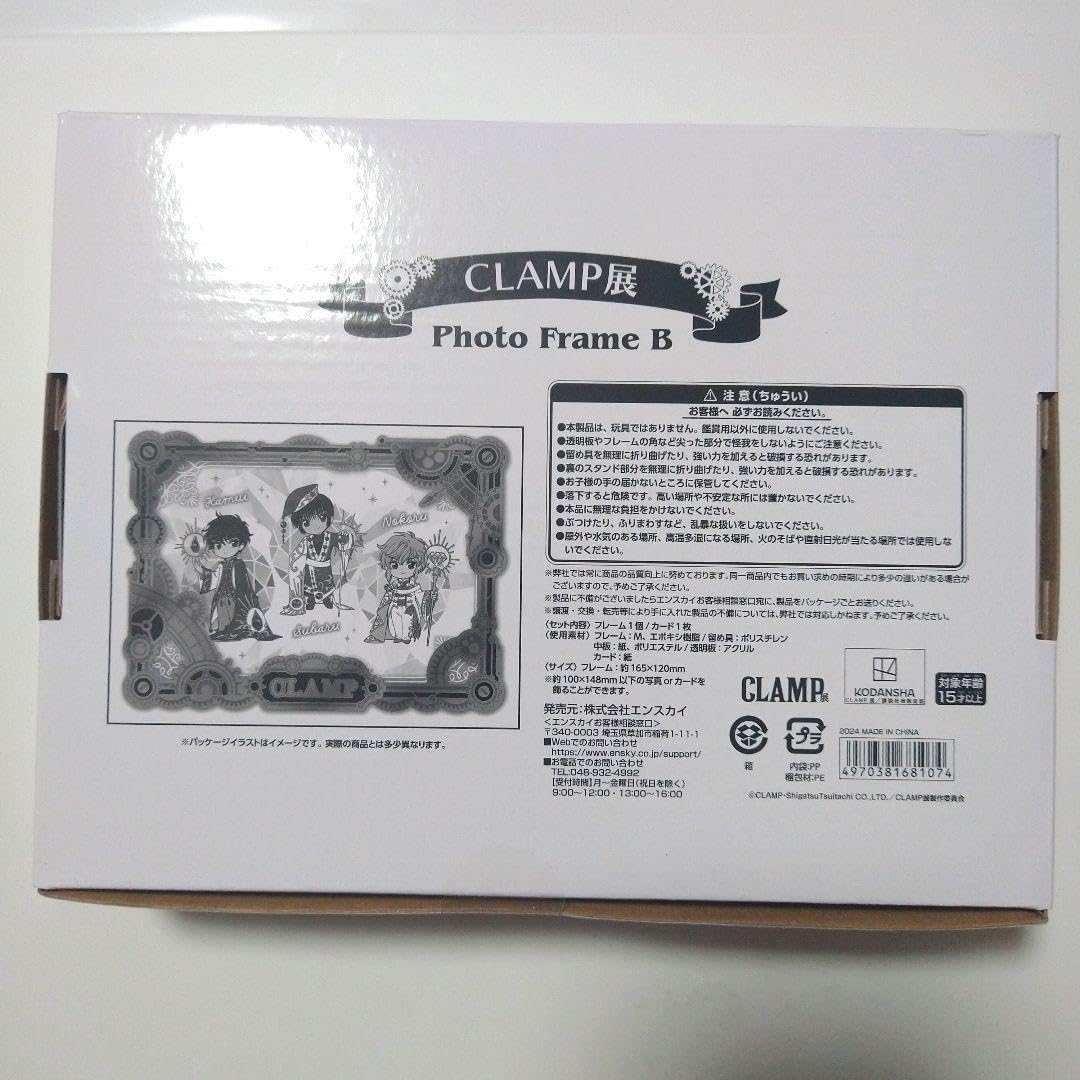 CLAMP展
Photo Frame B
Kamui
Nokoru
Subaru
CLAMP
※パッケージイラストはイメージです。実際の商品とは多少異なります。
⚠ 注意(ちゅうい)
お客様へ 必ずお読みください。
●本製品は、玩具ではありません。鑑賞用以外に使用しないでください。
●透明板やフレームの角など尖った部分で怪我をしないようにご注意ください。
●留め具を無理に折り曲げたり、強い力を加えると破損する恐れがあります。
●裏のスタンド部分を無理に折り曲げたり、強い力を加えると破損する恐れがあります。
●お子様の手の届かないところに保管してください。
●落下すると危険です。高い場所や不安定な所には置かないでください。
●本品に無理な負担をかけないでください。
●ぶつけたり、ふりまわすなど、乱暴な扱いをしないでください。
●屋外や水気のある場所、高温多湿になる場所、火のそばや直射日光が当たる場所では使用しな
いでください。
※弊社では常に商品の品質向上に努めております。同一商品内でもお買い求めの時期により多少の違いがある場合が
ございますので、予めご了承ください。
※製品に不備がございましたらエンスカイお客様相談窓口宛に、製品をパッケージごとお送りください。
※譲渡・交換・転売等により手に入れた製品の不備については、弊社では対応しかねます。予めご了承ください。
〈セット内容〉フレーム1個/カード1枚
〈使用素材〉フレーム:M、エポキシ樹脂/留め具:ポリスチレン
中板:紙、ポリエステル/透明板:アクリル
カード:紙
〈サイズ〉フレーム:約165×120mm
※約100×148mm以下の写真orカードを
飾ることができます。
発売元:株式会社エンスカイ
<エンスカイお客様相談窓口>
〒340-0003 埼玉県草加市稲荷1-11-1
■Webでのお問い合わせ
https://www.ensky.co.jp/support/
■お電話でのお問い合わせ
TEL:048-932-4992
【受付時間】月〜金曜日(祝日を除く)
9:00〜12:00・13:00〜16:00
CLAMP展
KODANSHA
対象年齢
15才以上
箱
プラ
内袋:PP
梱包材:PE
2024 MADE IN CHINA
4970381681074
©CLAMP・ShigatsuTsuitachi CO.,LTD./CLAMP展製作委員会